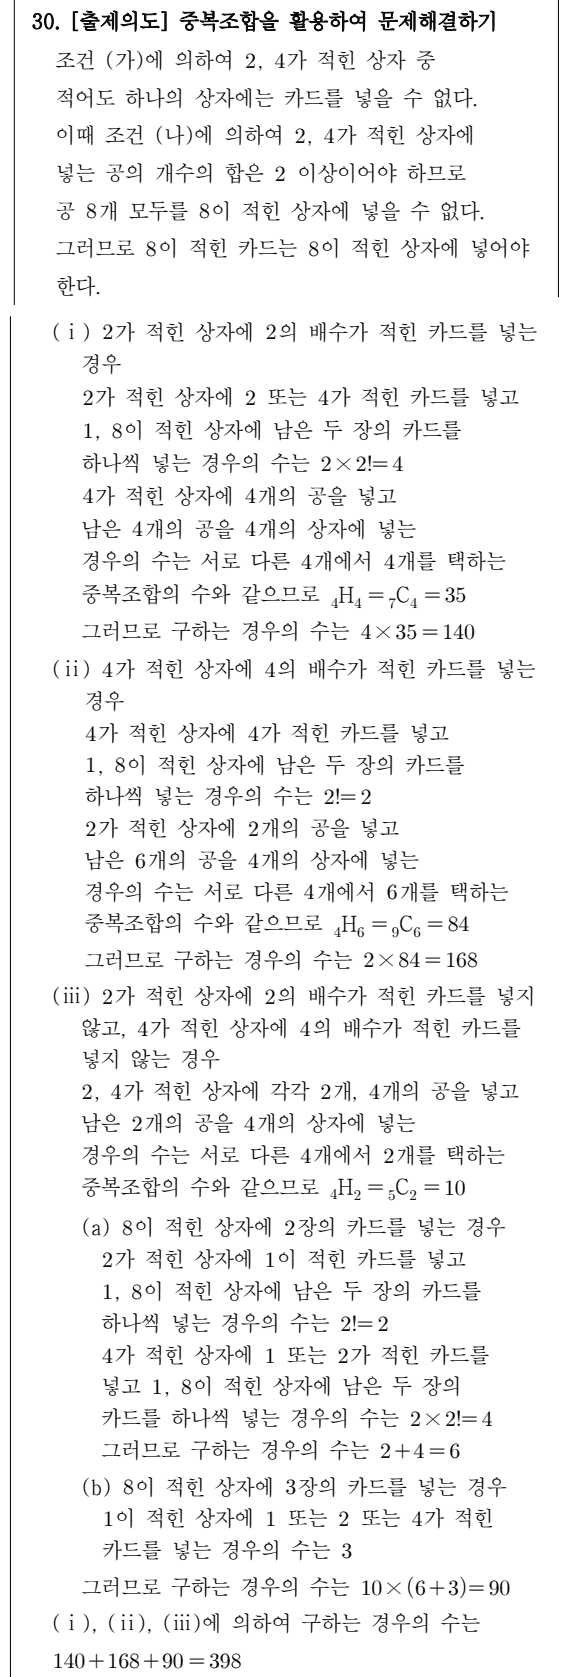 30. [출제의도] 중복조합을 활용하여 문제해결하기
조건 (가)에 의하여 2, 4가 적힌 상자 중
적어도 하나의 상자에는 카드를 넣을 수 없다.
이때 조건 (나)에 의하여 2, 4가 적힌 상자에
넣는 공의 개수의 합은 2 이상이어야 하므로
공 8개 모두를 8이 적힌 상자에 넣을 수 없다.
그러므로 8이 적힌 카드는 8이 적힌 상자에 넣어야
한다.
(ⅰ) 2가 적힌 상자에 2의 배수가 적힌 카드를 넣는
경우
2가 적힌 상자에 2 또는 4가 적힌 카드를 넣고
1, 8이 적힌 상자에 남은 두 장의 카드를
하나씩 넣는 경우의 수는 2×2!=4
4가 적힌 상자에 4개의 공을 넣고
남은 4개의 공을 4개의 상자에 넣는
경우의 수는 서로 다른 4개에서 4개를 택하는
중복조합의 수와 같으므로 ₄H₄=₇C₄=35
그러므로 구하는 경우의 수는 4×35=140
(ⅱ) 4가 적힌 상자에 4의 배수가 적힌 카드를 넣는
경우
4가 적힌 상자에 4가 적힌 카드를 넣고
1, 8이 적힌 상자에 남은 두 장의 카드를
하나씩 넣는 경우의 수는 2!=2
2가 적힌 상자에 2개의 공을 넣고
남은 6개의 공을 4개의 상자에 넣는
경우의 수는 서로 다른 4개에서 6개를 택하는
중복조합의 수와 같으므로 ₄H₆=₉C₆=84
그러므로 구하는 경우의 수는 2×84=168
(ⅲ) 2가 적힌 상자에 2의 배수가 적힌 카드를 넣지
않고, 4가 적힌 상자에 4의 배수가 적힌 카드를
넣지 않는 경우
2, 4가 적힌 상자에 각각 2개, 4개의 공을 넣고
남은 2개의 공을 4개의 상자에 넣는
경우의 수는 서로 다른 4개에서 2개를 택하는
중복조합의 수와 같으므로 ₄H₂=₅C₂=10
(a) 8이 적힌 상자에 2장의 카드를 넣는 경우
2가 적힌 상자에 1이 적힌 카드를 넣고
1, 8이 적힌 상자에 남은 두 장의 카드를
하나씩 넣는 경우의 수는 2!=2
4가 적힌 상자에 1 또는 2가 적힌 카드를
넣고 1, 8이 적힌 상자에 남은 두 장의
카드를 하나씩 넣는 경우의 수는 2×2!=4
그러므로 구하는 경우의 수는 2+4=6
(b) 8이 적힌 상자에 3장의 카드를 넣는 경우
1이 적힌 상자에 1 또는 2 또는 4가 적힌
카드를 넣는 경우의 수는 3
그러므로 구하는 경우의 수는 10×(6+3)=90
(ⅰ), (ⅱ), (ⅲ)에 의하여 구하는 경우의 수는
140+168+90=398